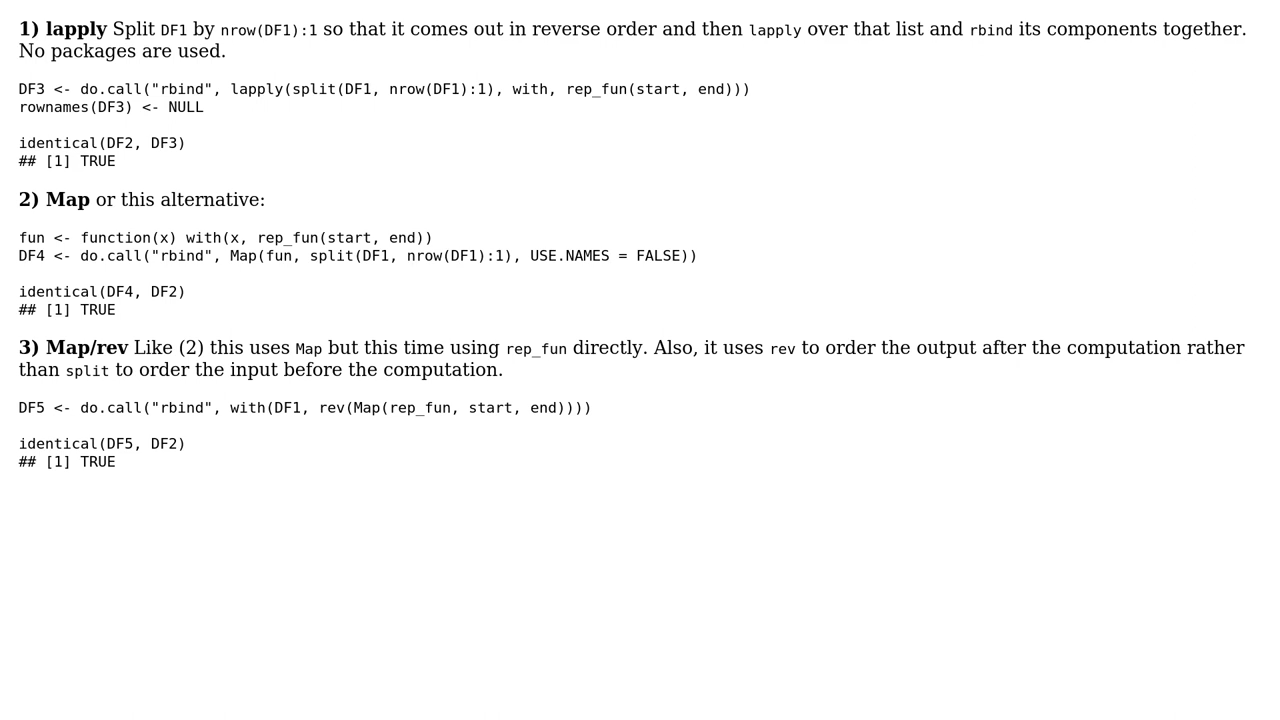 1) lapply Split DF1 by nrow(DF1):1 so that it comes out in reverse order and then lapply over that list and rbind its components together.
No packages are used.
DF3 <- do.call("rbind", lapply(split(DF1, nrow(DF1):1), with, rep_fun(start, end)))
rownames(DF3) <- NULL
identical(DF2, DF3)
## [1] TRUE
2) Map or this alternative:
fun <- function(x) with(x, rep_fun(start, end))
DF4 <- do.call("rbind", Map(fun, split(DF1, nrow(DF1):1), USE.NAMES = FALSE))
identical(DF4, DF2)
## [1] TRUE
3) Map/rev Like (2) this uses Map but this time using rep_fun directly. Also, it uses rev to order the output after the computation rather
than split to order the input before the computation.
DF5 <- do.call("rbind", with(DF1, rev(Map(rep_fun, start, end))))
identical(DF5, DF2)
## [1] TRUE